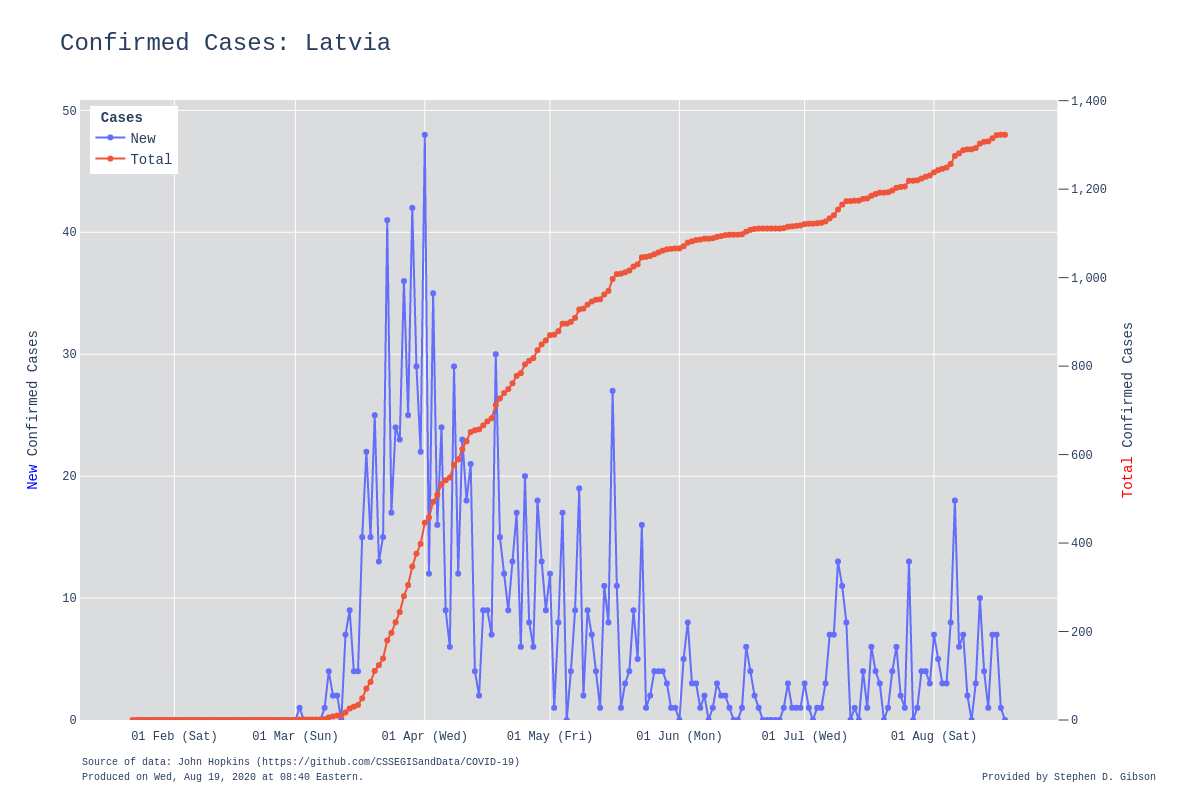 Confirmed Cases: Latvia
Cases
New
Total
50
40
30
20
10
0
1,400
1,200
1,000
800
600
400
200
0
New Confirmed Cases
Total Confirmed Cases
01 Feb (Sat)
01 Mar (Sun)
01 Apr (Wed)
01 May (Fri)
01 Jun (Mon)
01 Jul (Wed)
01 Aug (Sat)
Source of data: John Hopkins (https://github.com/CSSEGISandData/COVID-19)
Produced on Wed, Aug 19, 2020 at 08:40 Eastern.
Provided by Stephen D. Gibson